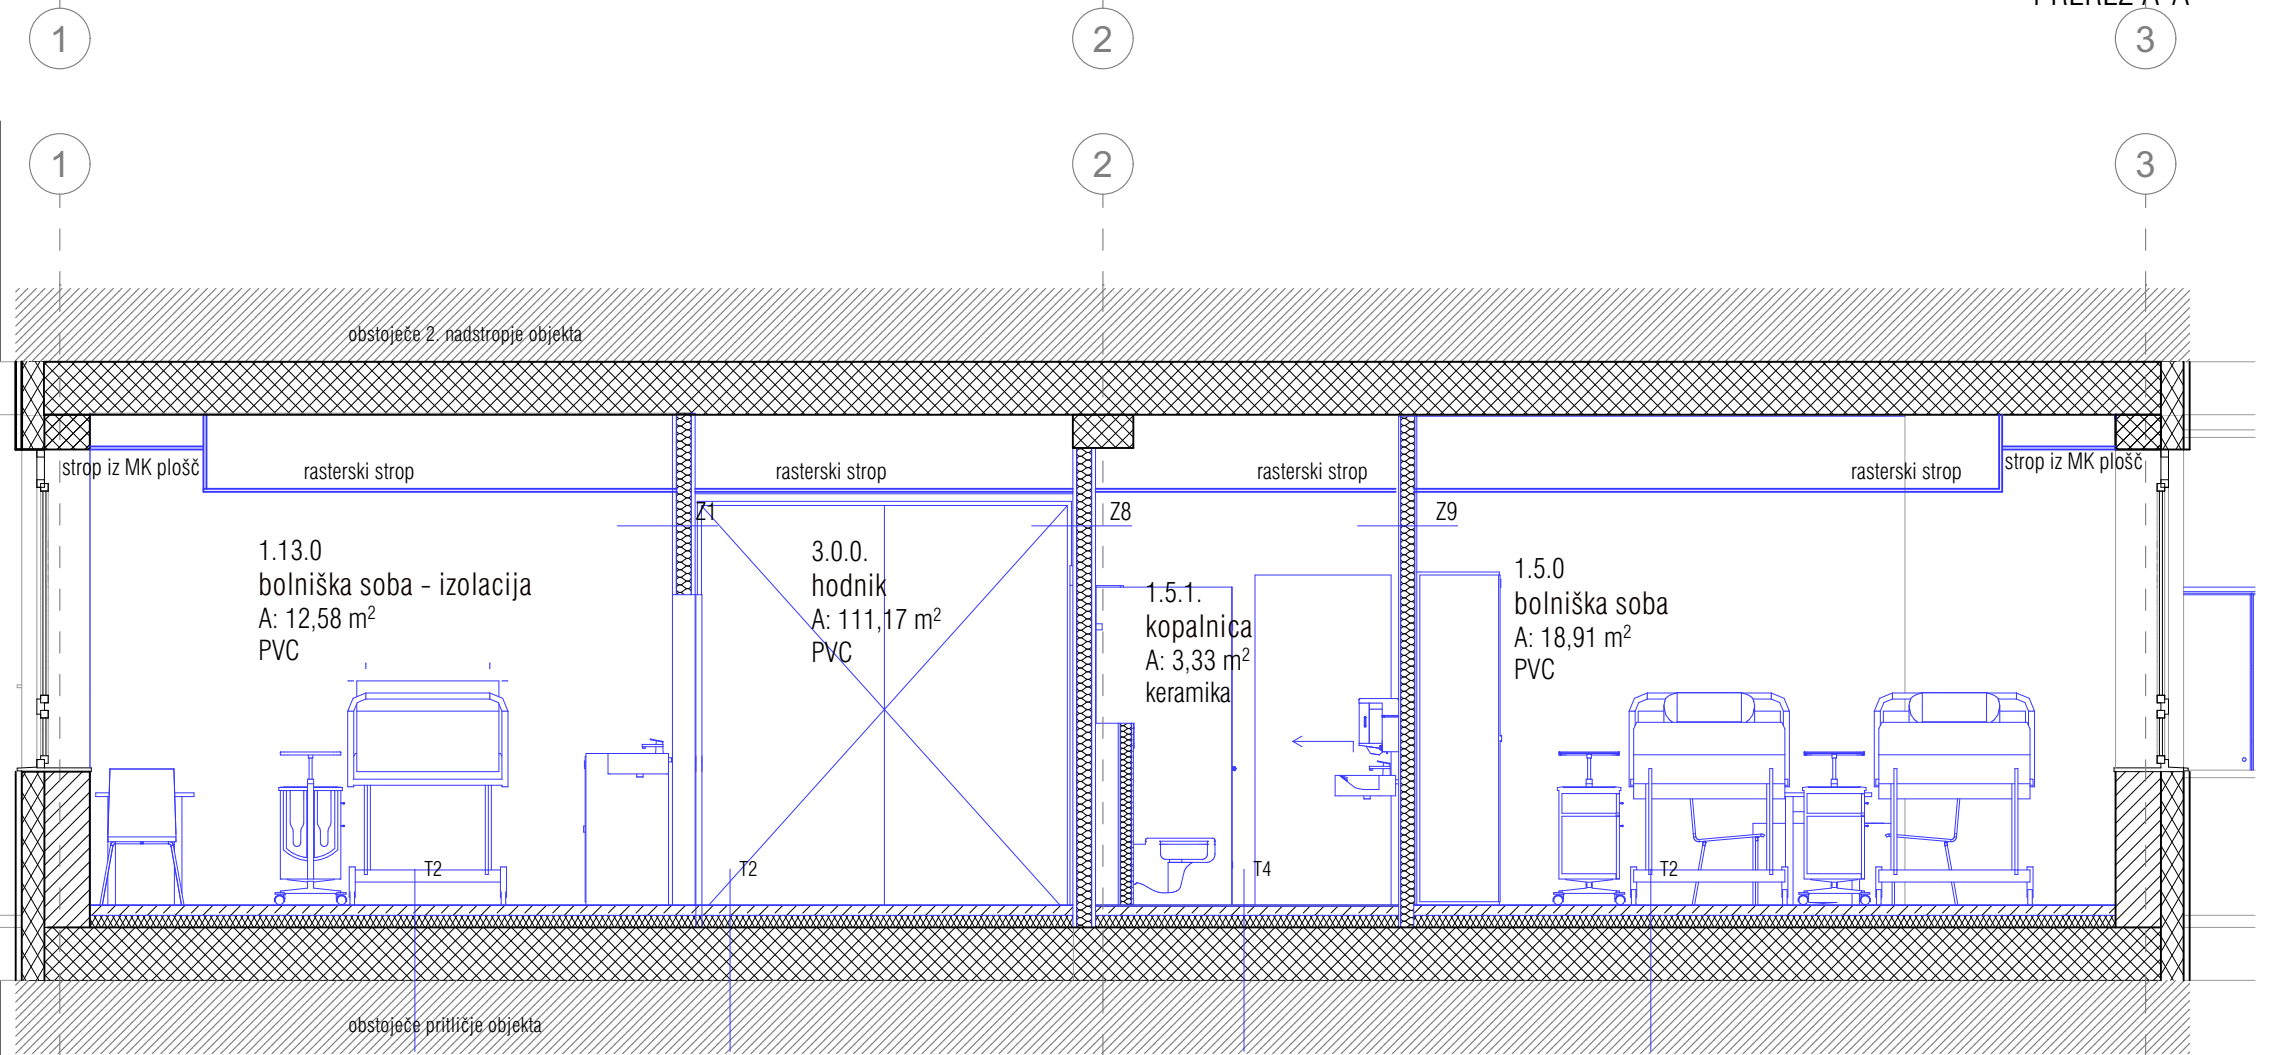 PREREZ A-A
1
2
3
1
2
3
obstoječe 2. nadstropje objekta
strop iz MK plošč
rasterski strop
rasterski strop
rasterski strop
rasterski strop
strop iz MK plošč
Z1
Z8
Z9
1.13.0
bolniška soba - izolacija
A: 12,58 m²
PVC
3.0.0.
hodnik
A: 111,17 m²
PVC
1.5.1.
kopalnica
A: 3,33 m²
keramika
1.5.0
bolniška soba
A: 18,91 m²
PVC
T2
T2
T4
T2
obstoječe pritličje objekta